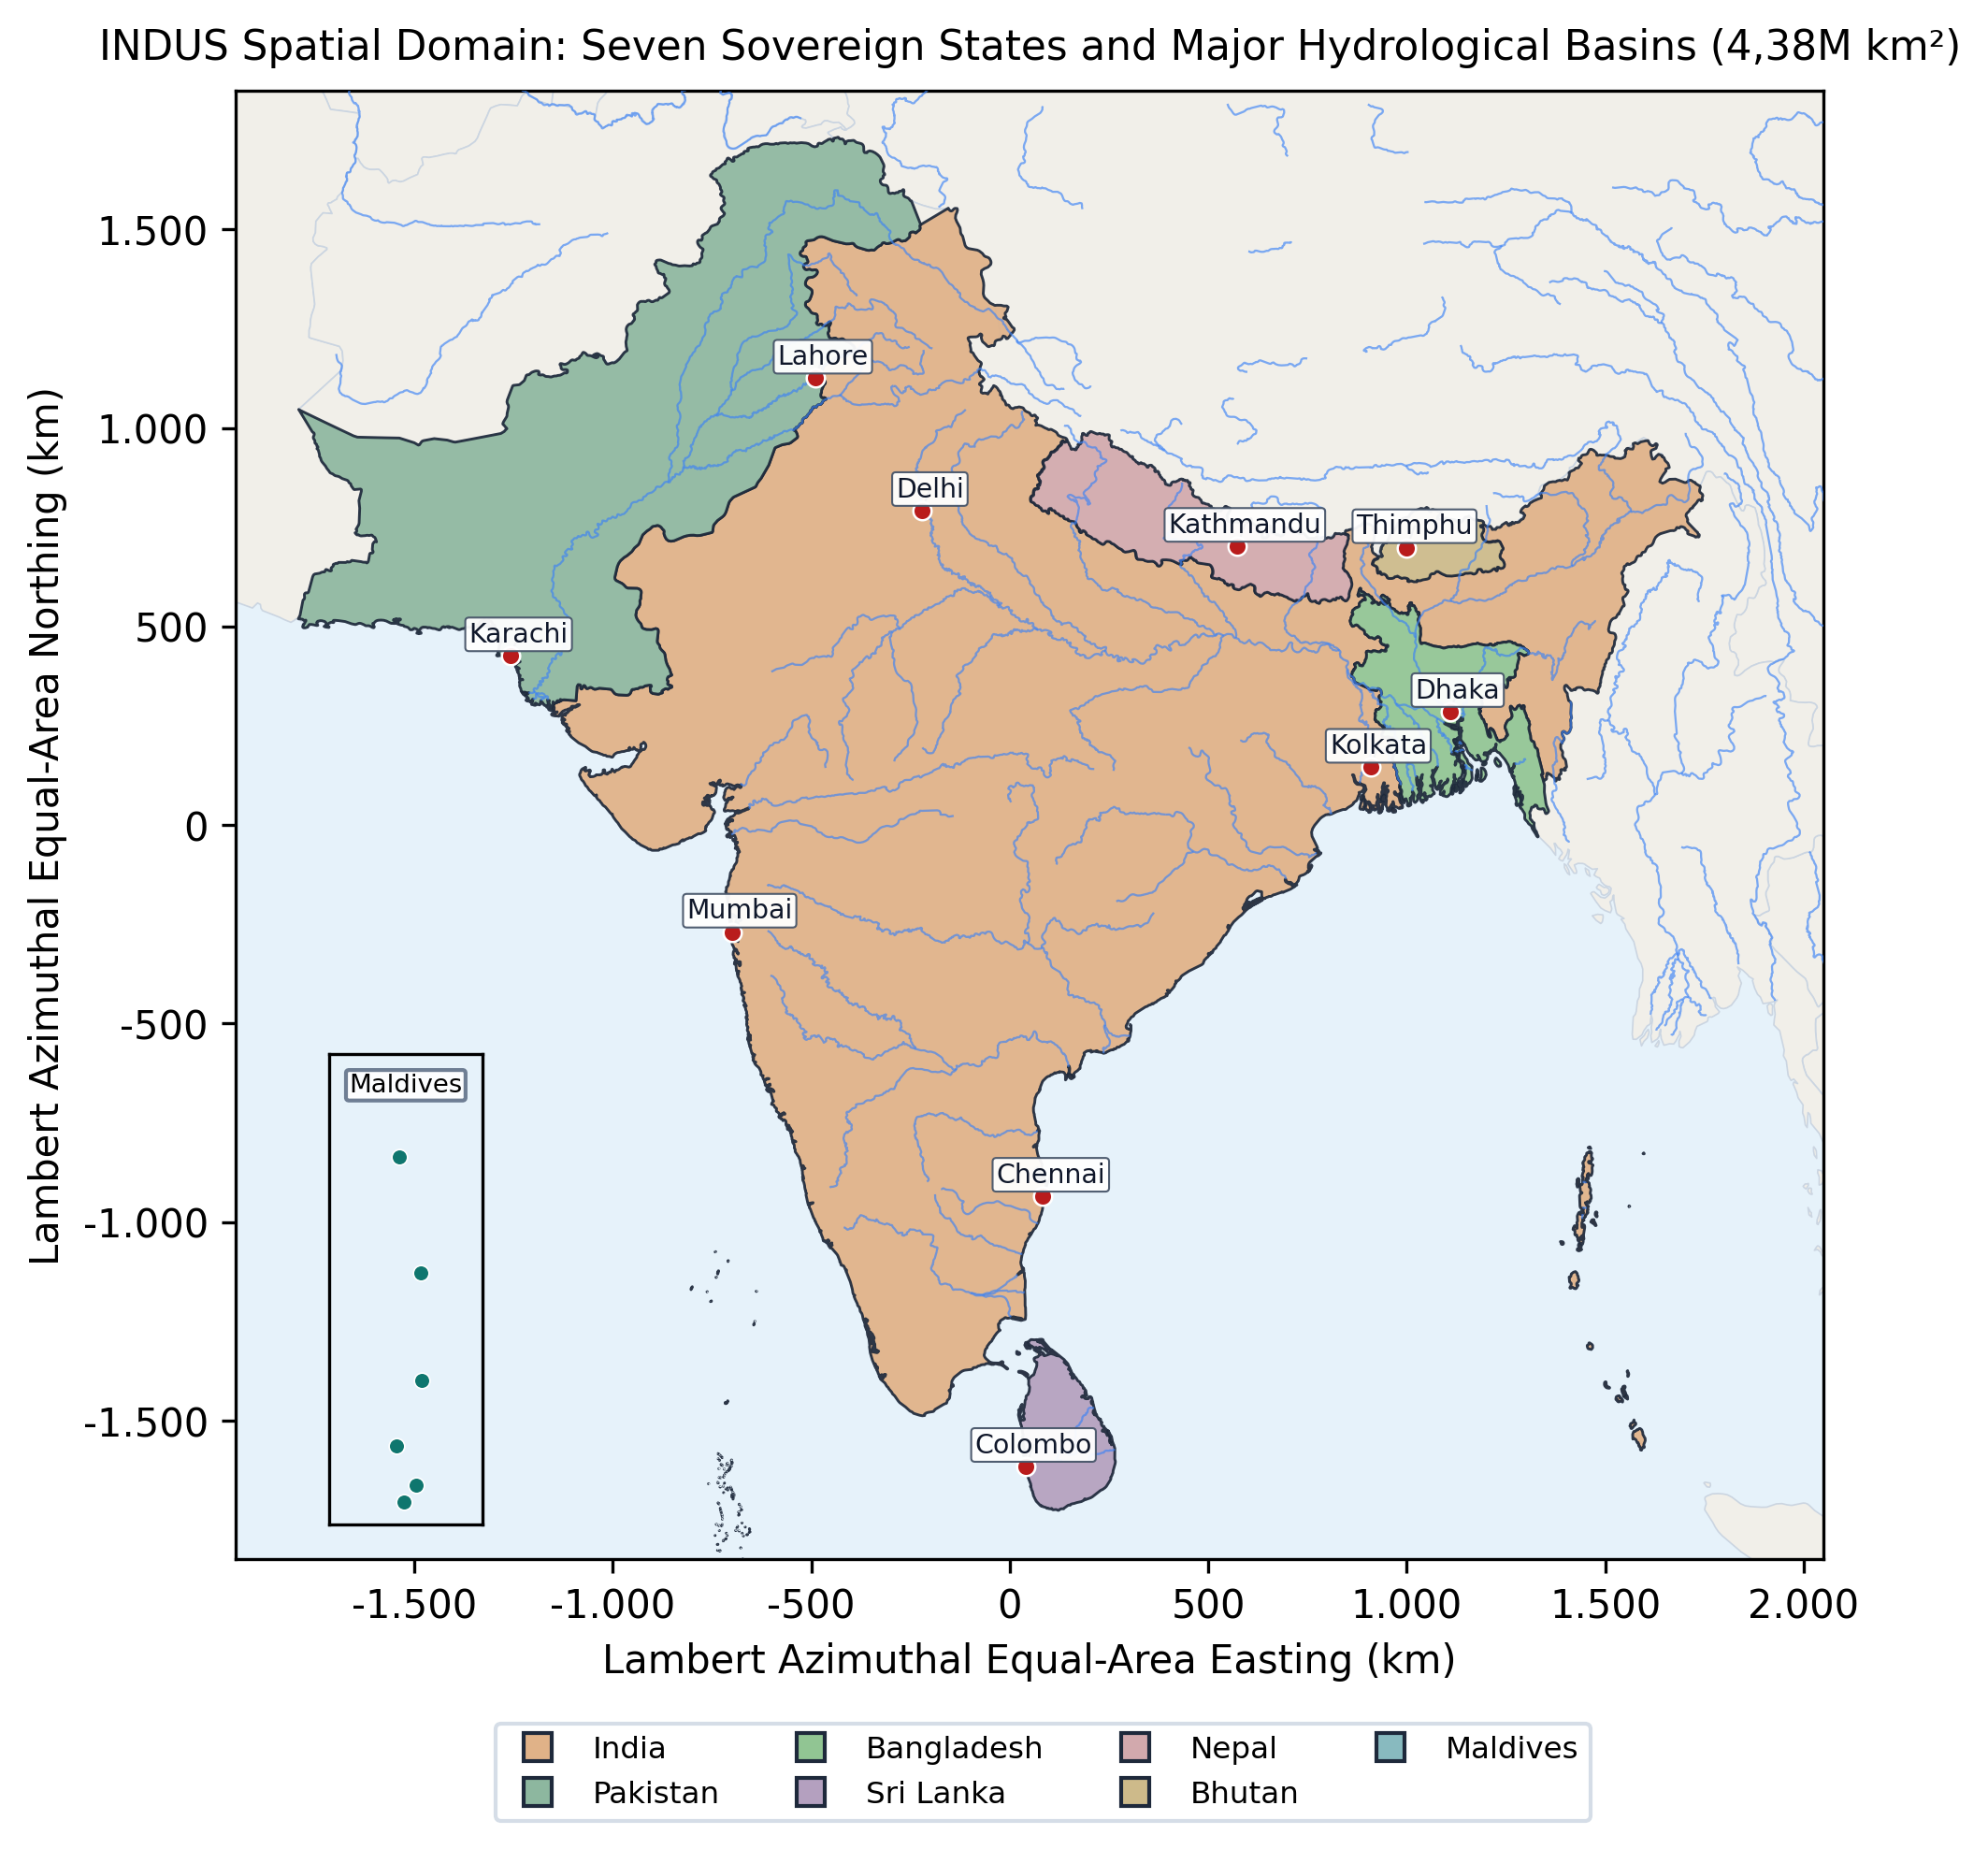 INDUS Spatial Domain: Seven Sovereign States and Major Hydrological Basins (4,38M km²)
Lambert Azimuthal Equal-Area Northing (km)
1.500
1.000
500
0
-500
-1.000
-1.500
Lahore
Delhi
Kathmandu
Thimphu
Karachi
Dhaka
Kolkata
Mumbai
Maldives
Chennai
Colombo
-1.500
-1.000
-500
0
500
1.000
1.500
2.000
Lambert Azimuthal Equal-Area Easting (km)
India
Bangladesh
Nepal
Maldives
Pakistan
Sri Lanka
Bhutan